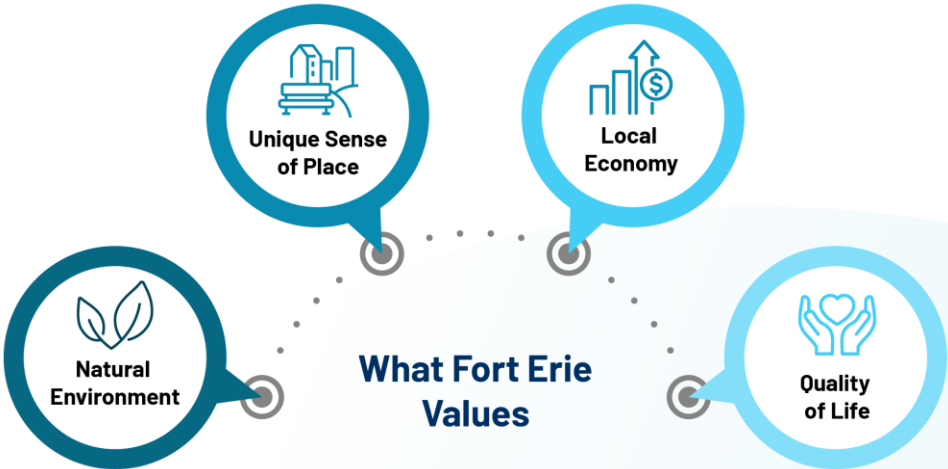 Unique Sense
of Place
Local
Economy
$
Natural
Environment
What Fort Erie
Values
Quality
of Life